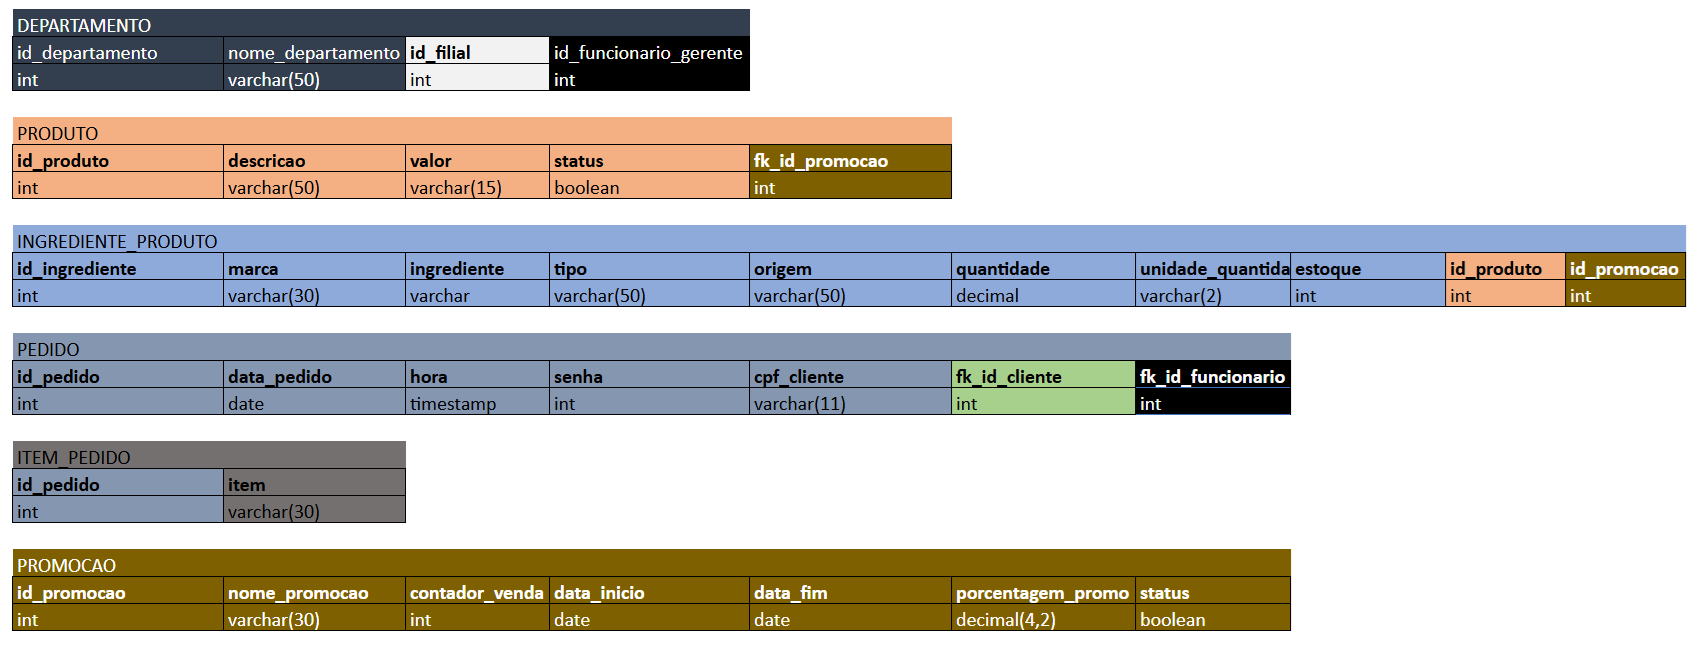 DEPARTAMENTO
id_departamento nome_departamento id_filial id_funcionario_gerente
int varchar(50) int int
PRODUTO
id_produto descricao valor status fk_id_promocao
int varchar(50) varchar(15) boolean int
INGREDIENTE_PRODUTO
id_ingrediente marca ingrediente tipo origem quantidade unidade_quantida estoque id_produto id_promocao
int varchar(30) varchar varchar(50) varchar(50) decimal varchar(2) int int int
PEDIDO
id_pedido data_pedido hora senha cpf_cliente fk_id_cliente fk_id_funcionario
int date timestamp int varchar(11) int int
ITEM_PEDIDO
id_pedido item
int varchar(30)
PROMOCAO
id_promocao nome_promocao contador_venda data_inicio data_fim porcentagem_promo status
int varchar(30) int date date decimal(4,2) boolean